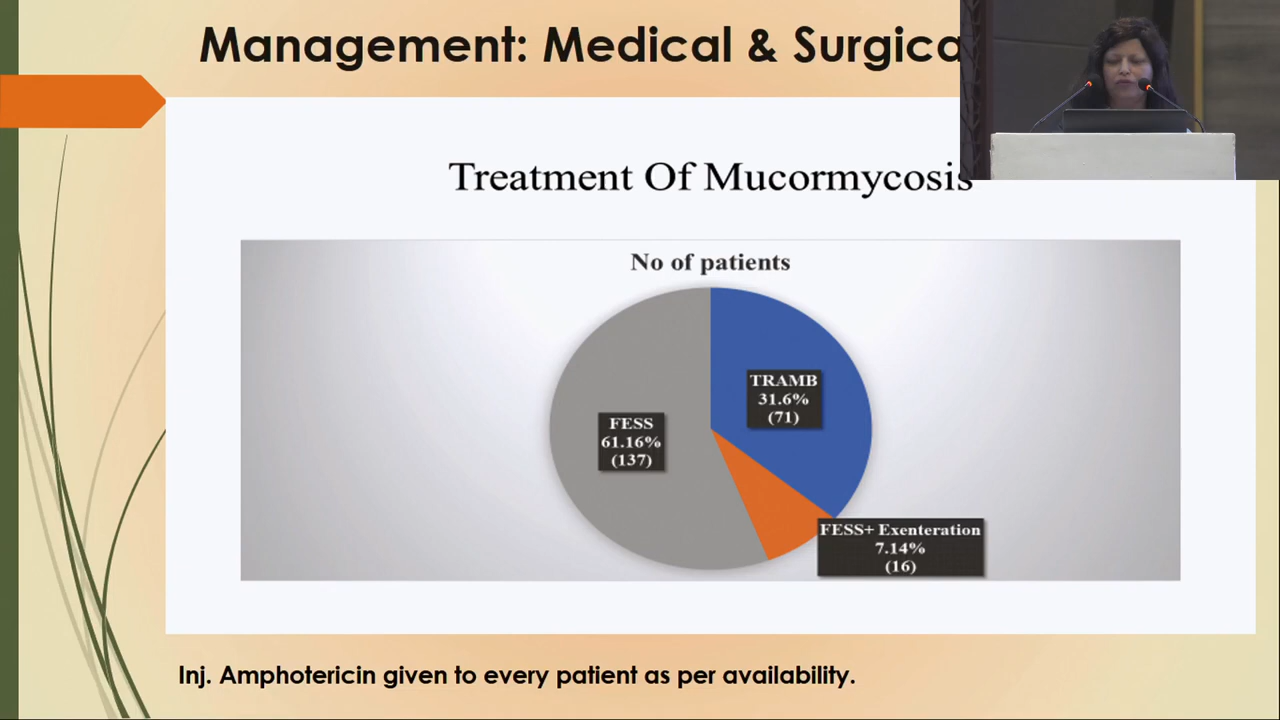 Management: Medical & Surgica
Treatment Of Mucormycosis
No of patients
TRAMB
31.6%
(71)
FESS
61.16%
(137)
FESS+ Exenteration
7.14%
(16)
Inj. Amphotericin given to every patient as per availability.